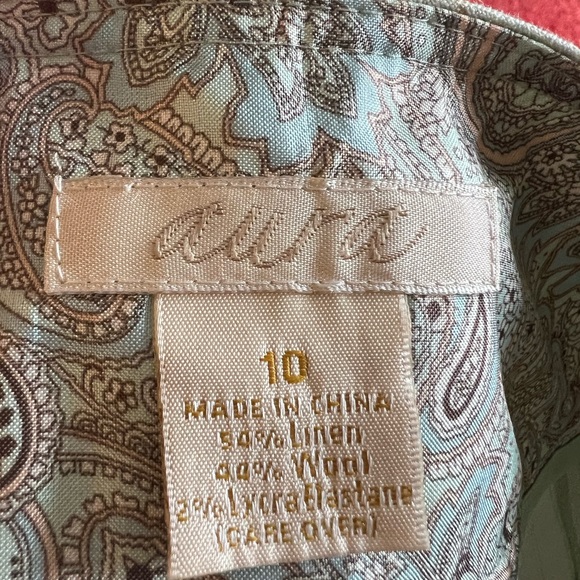 aura
10
MADE IN CHINA
54% Linen
44% Wool
2% Lycra Elastane
(CARE OVER)